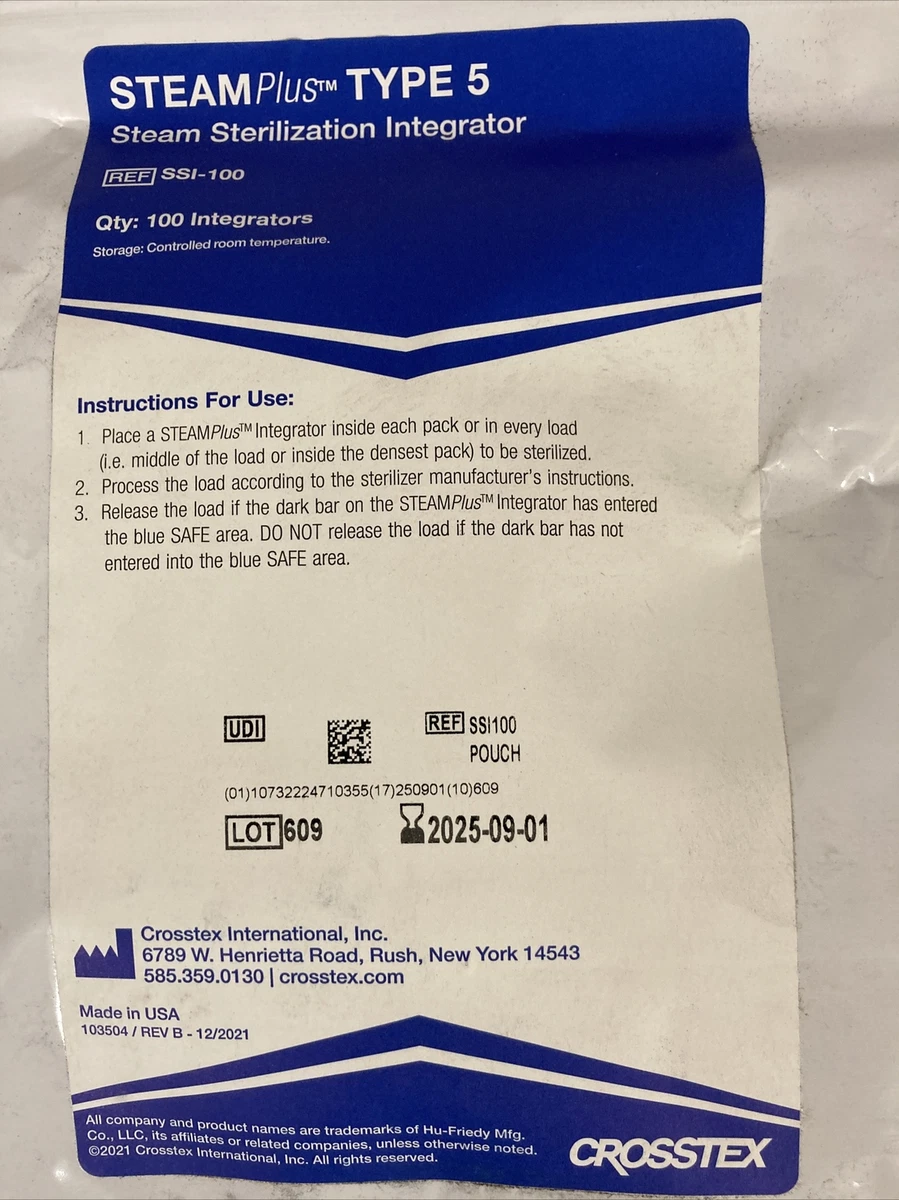 STEAMPlus™ TYPE 5
Steam Sterilization Integrator
REF SSI-100
Qty: 100 Integrators
Storage: Controlled room temperature.
Instructions For Use:
1. Place a STEAMPlus™ Integrator inside each pack or in every load
(i.e. middle of the load or inside the densest pack) to be sterilized.
2. Process the load according to the sterilizer manufacturer's instructions.
3. Release the load if the dark bar on the STEAMPlus™ Integrator has entered
the blue SAFE area. DO NOT release the load if the dark bar has not
entered into the blue SAFE area.
UDI
REF SSI100
POUCH
(01)10732224710355(17)250901(10)609
LOT 609
2025-09-01
Crosstex International, Inc.
6789 W. Henrietta Road, Rush, New York 14543
585.359.0130 | crosstex.com
Made in USA
103504 / REV B - 12/2021
All company and product names are trademarks of Hu-Friedy Mfg.
Co., LLC, its affiliates or related companies, unless otherwise noted.
©2021 Crosstex International, Inc. All rights reserved.
CROSSTEX